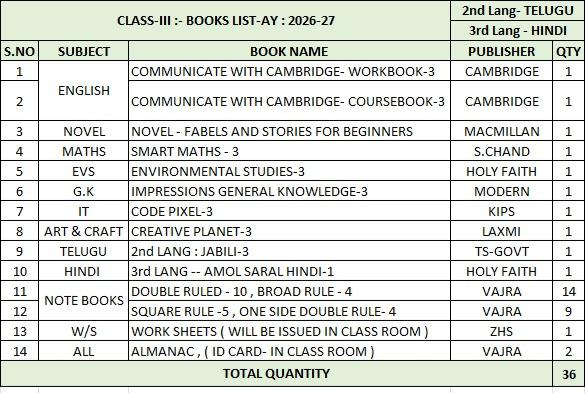 CLASS-III :- BOOKS LIST-AY : 2026-27
2nd Lang- TELUGU
3rd Lang - HINDI
S.NO SUBJECT BOOK NAME PUBLISHER QTY
1 ENGLISH COMMUNICATE WITH CAMBRIDGE- WORKBOOK-3 CAMBRIDGE 1
2 COMMUNICATE WITH CAMBRIDGE- COURSEBOOK-3 CAMBRIDGE 1
3 NOVEL NOVEL - FABELS AND STORIES FOR BEGINNERS MACMILLAN 1
4 MATHS SMART MATHS - 3 S.CHAND 1
5 EVS ENVIRONMENTAL STUDIES-3 HOLY FAITH 1
6 G.K IMPRESSIONS GENERAL KNOWLEDGE-3 MODERN 1
7 IT CODE PIXEL-3 KIPS 1
8 ART & CRAFT CREATIVE PLANET-3 LAXMI 1
9 TELUGU 2nd LANG : JABILI-3 TS-GOVT 1
10 HINDI 3rd LANG -- AMOL SARAL HINDI-1 HOLY FAITH 1
11 NOTE BOOKS DOUBLE RULED - 10 , BROAD RULE - 4 VAJRA 14
12 SQUARE RULE -5 , ONE SIDE DOUBLE RULE- 4 VAJRA 9
13 W/S WORK SHEETS ( WILL BE ISSUED IN CLASS ROOM ) ZHS 1
14 ALL ALMANAC , ( ID CARD- IN CLASS ROOM ) VAJRA 2
TOTAL QUANTITY 36